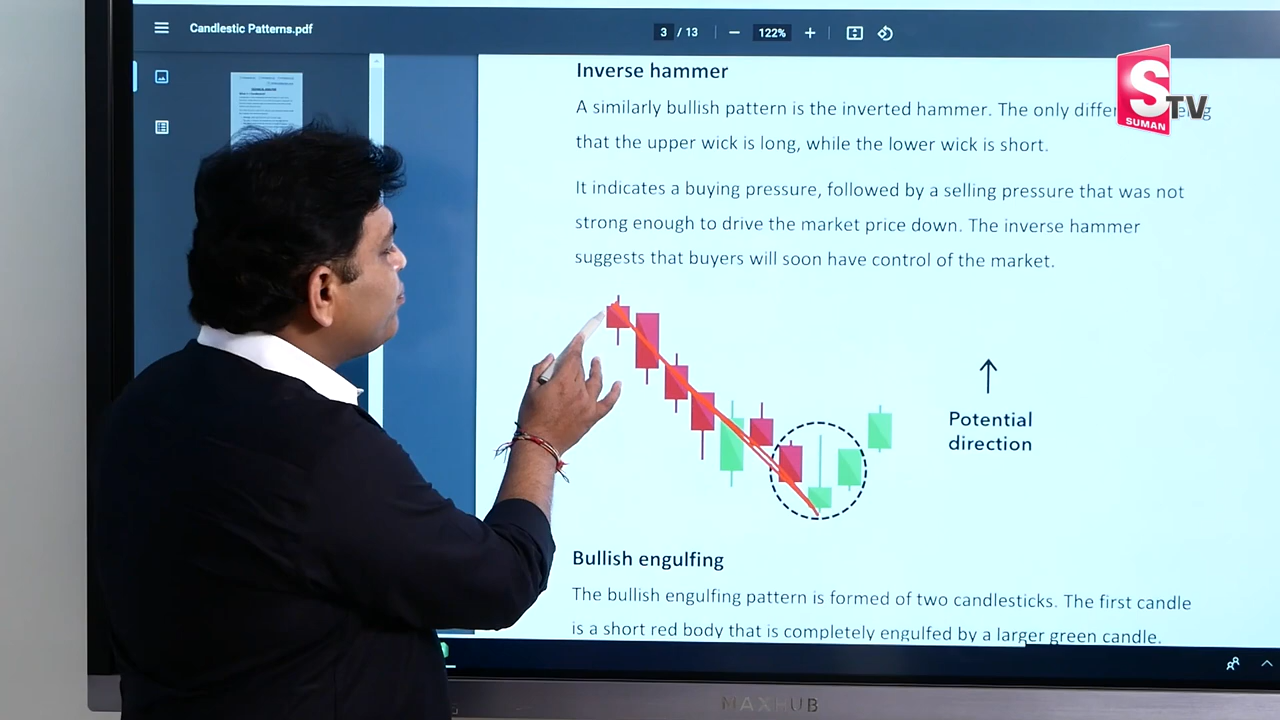 Candlestic Patterns.pdf
3 / 13
122%
Inverse hammer
A similarly bullish pattern is the inverted hammer. The only
that the upper wick is long, while the lower wick is short.
It indicates a buying pressure, followed by a selling pressure that was not
strong enough to drive the market price down. The inverse hammer
suggests that buyers will soon have control of the market.
Potential
direction
Bullish engulfing
The bullish engulfing pattern is formed of two candlesticks. The first candle
is a short red body that is completely engulfed by a larger green candle.
S TV
SUMAN
MAXHUB